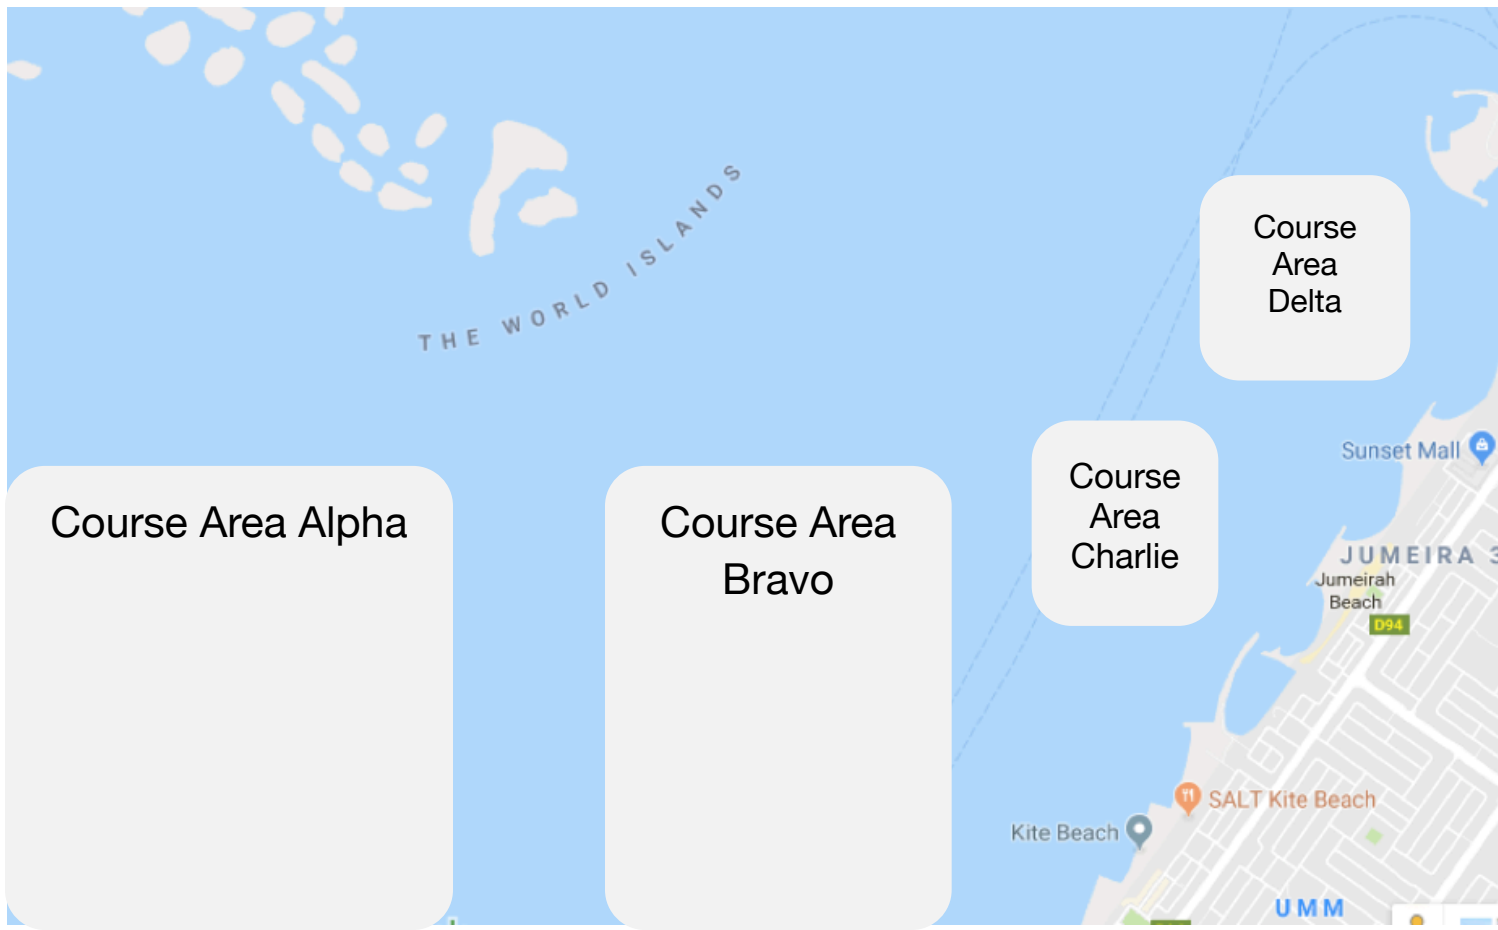 THE WORLD ISLANDS
Course
Area
Delta
Sunset Mall
Course Area Alpha
Course Area
Bravo
Course
Area
Charlie
JUMEIRA 3
Jumeirah
Beach
D94
SALT Kite Beach
Kite Beach
UMM